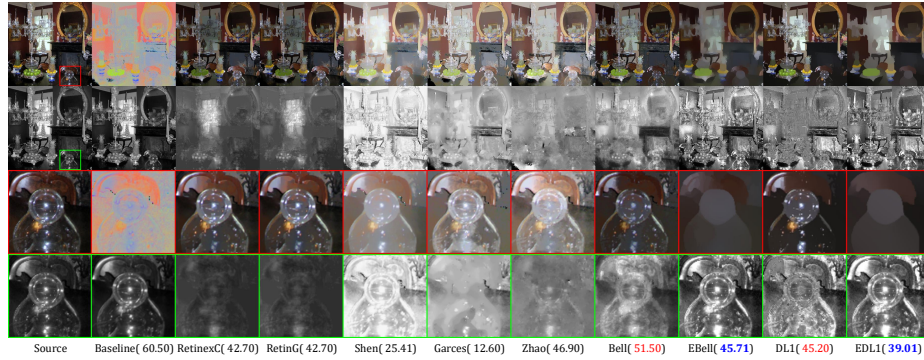 Source Baseline( 60.50) RetinexC( 42.70) RetinG( 42.70) Shen( 25.41) Garces( 12.60) Zhao( 46.90) Bell( 51.50) EBell( 45.71) DL1( 45.20) EDL1( 39.01)